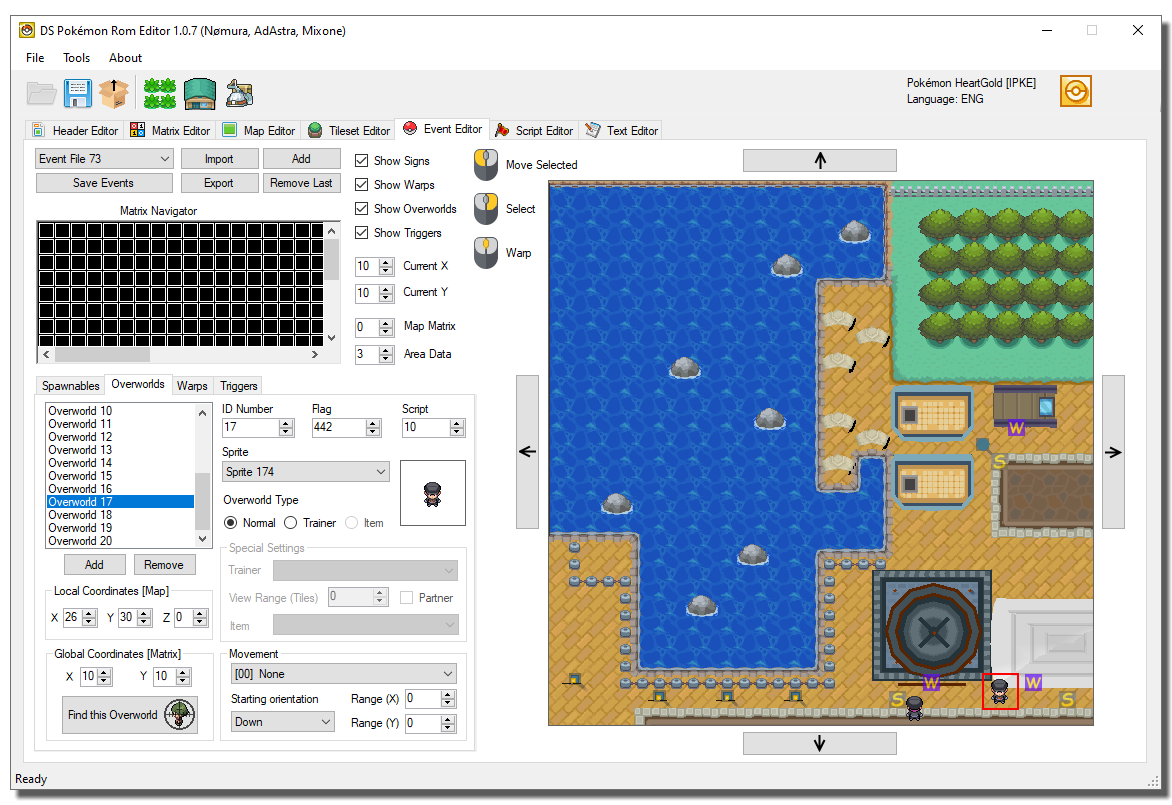 DS Pokémon Rom Editor 1.0.7 (Nømura, AdAstra, Mixone)
File Tools About
Pokémon HeartGold [IPKE]
Language: ENG
Header Editor Matrix Editor Map Editor Tileset Editor Event Editor Script Editor Text Editor
Event File 73 Import Add
Save Events Export Remove Last
Matrix Navigator
Show Signs
Show Warps
Show Overworlds
Show Triggers
10 Current X
10 Current Y
0 Map Matrix
3 Area Data
Move Selected
Select
Warp
Spawnables Overworlds Warps Triggers
Overworld 10
Overworld 11
Overworld 12
Overworld 13
Overworld 14
Overworld 15
Overworld 16
Overworld 17
Overworld 18
Overworld 19
Overworld 20
Add Remove
ID Number Flag Script
17 442 10
Sprite
Sprite 174
Overworld Type
Normal Trainer Item
Special Settings
Trainer
View Range (Tiles) 0 Partner
Item
Local Coordinates [Map]
X 26 Y 30 Z 0
Global Coordinates [Matrix]
X 10 Y 10
Find this Overworld
Movement
[00] None
Starting orientation Range (X) 0
Down Range (Y) 0
W
S
W W
S S
Ready